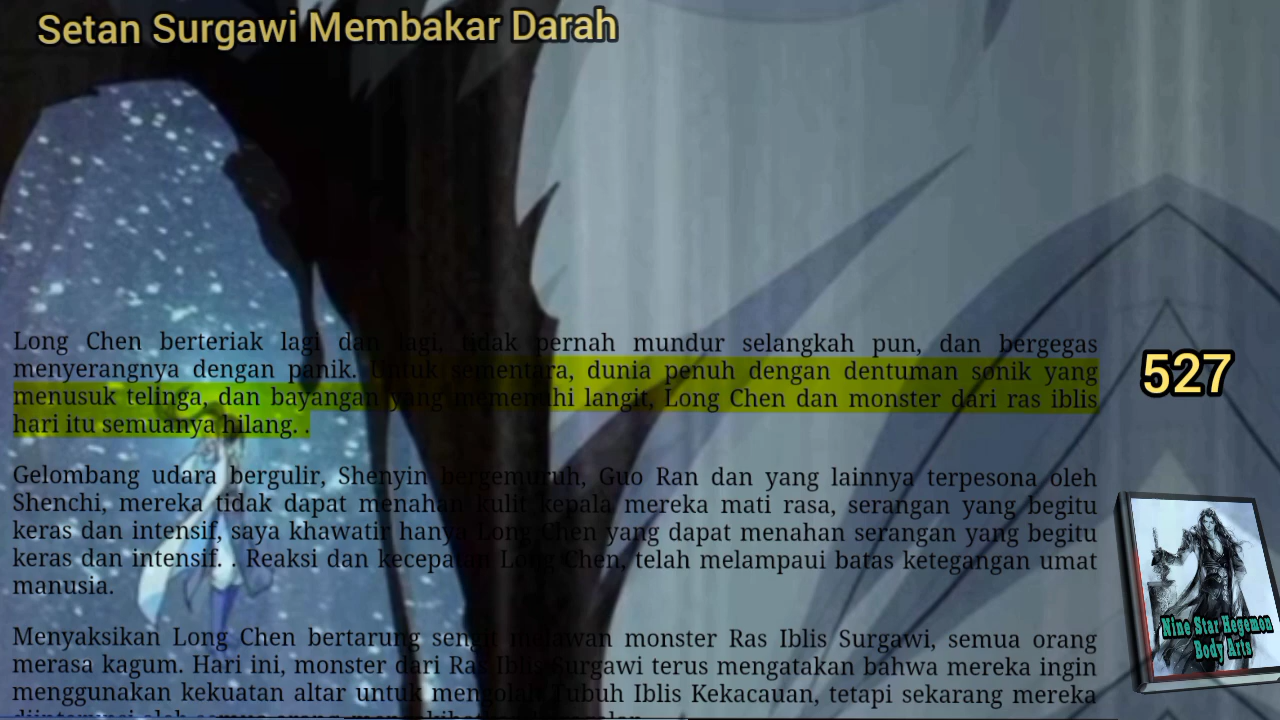 Setan Surgawi Membakar Darah
Long Chen berteriak lagi dan lagi, tidak pernah mundur selangkah pun, dan bergegas
menyerangnya dengan panik. Untuk sementara, dunia penuh dengan dentuman sonik yang
menusuk telinga, dan bayangan yang memenuhi langit, Long Chen dan monster dari ras iblis
hari itu semuanya hilang. .
527
Gelombang udara bergulir, Shenyin bergemuruh, Guo Ran dan yang lainnya terpesona oleh
Shenchi, mereka tidak dapat menahan kulit kepala mereka mati rasa, serangan yang begitu
keras dan intensif, saya khawatir hanya Long Chen yang dapat menahan serangan yang begitu
keras dan intensif. . Reaksi dan kecepatan Long Chen, telah melampaui batas ketegangan umat
manusia.
Menyaksikan Long Chen bertarung sengit melawan monster Ras Iblis Surgawi, semua orang
merasa kagum. Hari ini, monster dari Ras Iblis Surgawi terus mengatakan bahwa mereka ingin
menggunakan kekuatan altar untuk mengolah Tubuh Iblis Kekacauan, tetapi sekarang mereka
Nine Star Hegemon
Body Arts